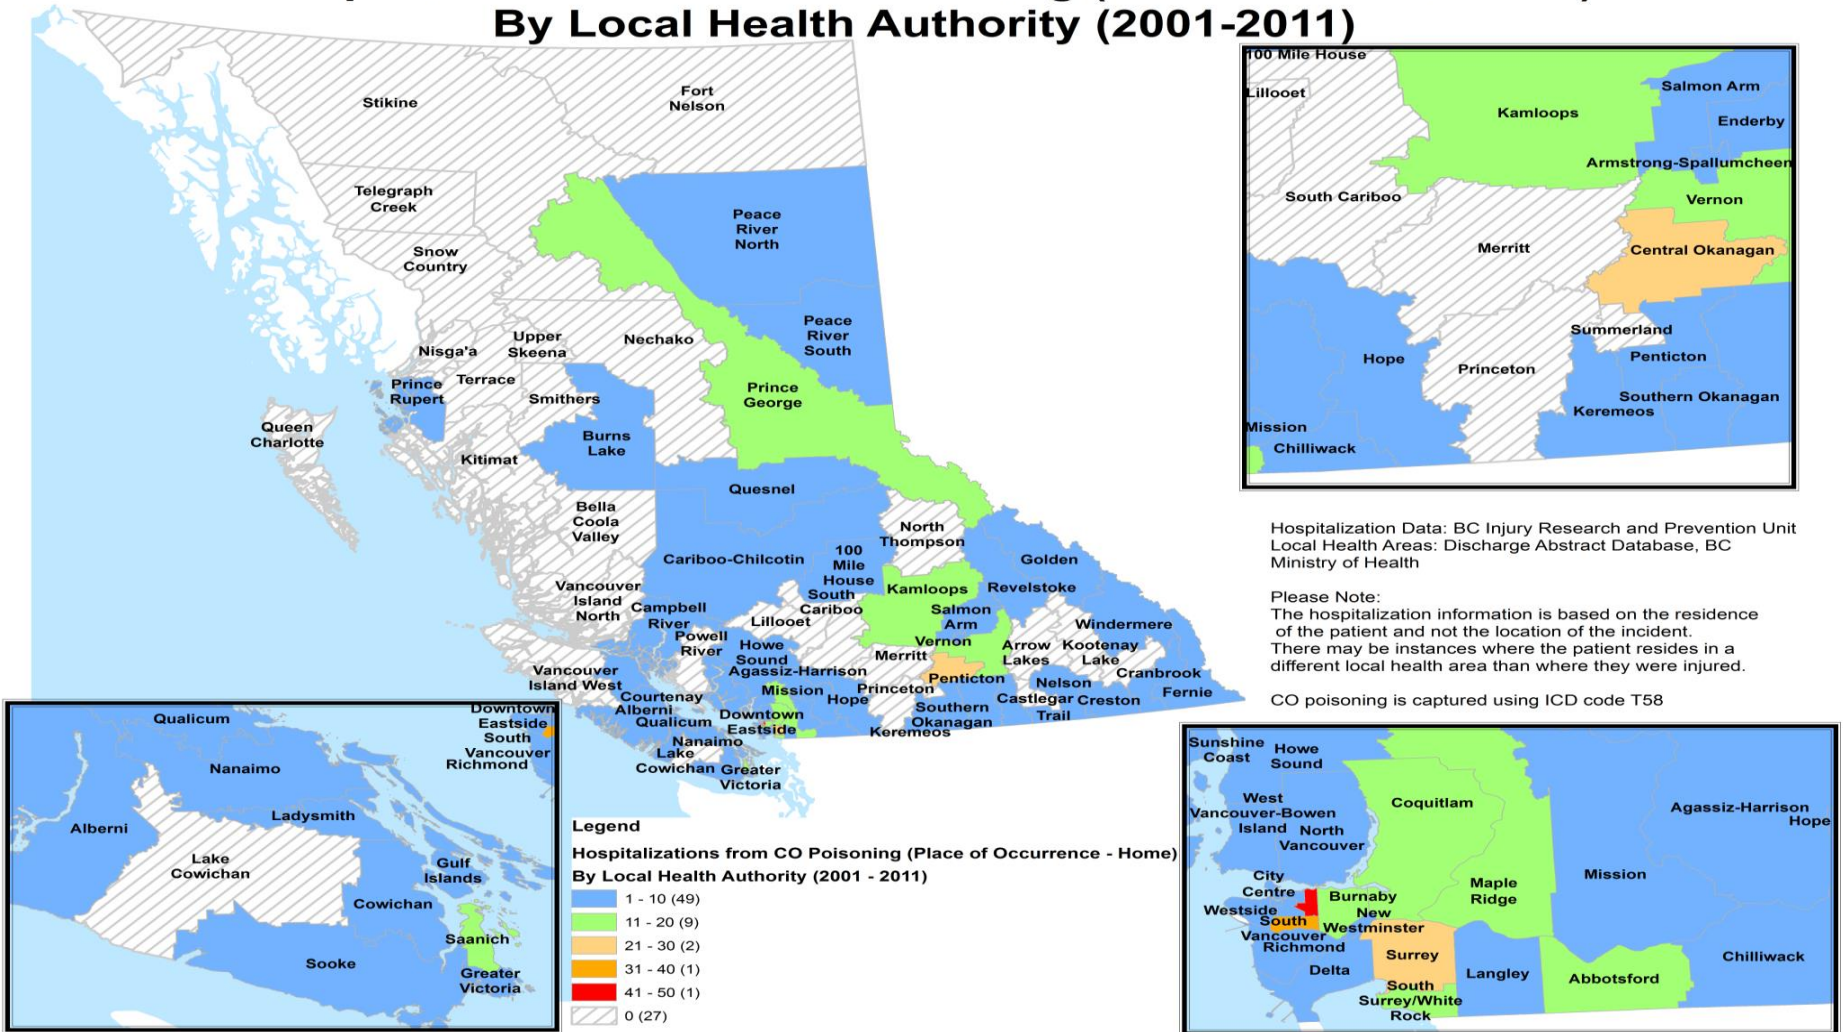 By Local Health Authority (2001-2011)
Stikine
Fort
Nelson
Telegraph
Creek
Snow
Country
Peace
River
North
Peace
River
South
Nisga'a
Upper
Skeena
Nechako
Prince
Rupert
Terrace
Smithers
Prince
George
Queen
Charlotte
Burns
Lake
Kitimat
Quesnel
Bella
Coola
Valley
North
Thompson
Cariboo-Chilcotin
100
Mile
House
South
Cariboo
Golden
Kamloops
Revelstoke
Vancouver
Island
North
Campbell
River
Lillooet
Salmon
Arm
Windermere
Powell
River
Howe
Sound
Vernon
Arrow
Lakes
Kootenay
Lake
Merritt
Agassiz-Harrison
Cranbrook
Vancouver
Island West
Penticton
Nelson
Fernie
Courtenay
Mission
Hope
Princeton
Castlegar
Creston
Alberni
Southern
Okanagan
Trail
Qualicum
Downtown
Eastside
Keremeos
Nanaimo
Lake
Cowichan
Greater
Victoria
100 Mile House
Lillooet
Kamloops
Salmon Arm
Enderby
Armstrong-Spallumcheen
South Cariboo
Vernon
Merritt
Central Okanagan
Summerland
Hope
Penticton
Princeton
Southern Okanagan
Keremeos
Mission
Chilliwack
Hospitalization Data: BC Injury Research and Prevention Unit
Local Health Areas: Discharge Abstract Database, BC
Ministry of Health
Please Note:
The hospitalization information is based on the residence
of the patient and not the location of the incident.
There may be instances where the patient resides in a
different local health area than where they were injured.
CO poisoning is captured using ICD code T58
Qualicum
Downtown
Eastside
South
Vancouver
Richmond
Nanaimo
Alberni
Ladysmith
Lake
Cowichan
Gulf
Islands
Cowichan
Saanich
Sooke
Greater
Victoria
Legend
Hospitalizations from CO Poisoning (Place of Occurrence - Home)
By Local Health Authority (2001 - 2011)
1 - 10 (49)
11 - 20 (9)
21 - 30 (2)
31 - 40 (1)
41 - 50 (1)
0 (27)
Sunshine
Coast
Howe
Sound
West
Vancouver-Bowen
Island
North
Vancouver
Coquitlam
Agassiz-Harrison
Hope
City
Centre
Burnaby
Maple
Ridge
Mission
Westside
New
Westminster
South
Vancouver
Richmond
Surrey
Delta
Langley
Abbotsford
Chilliwack
South
Surrey/White
Rock